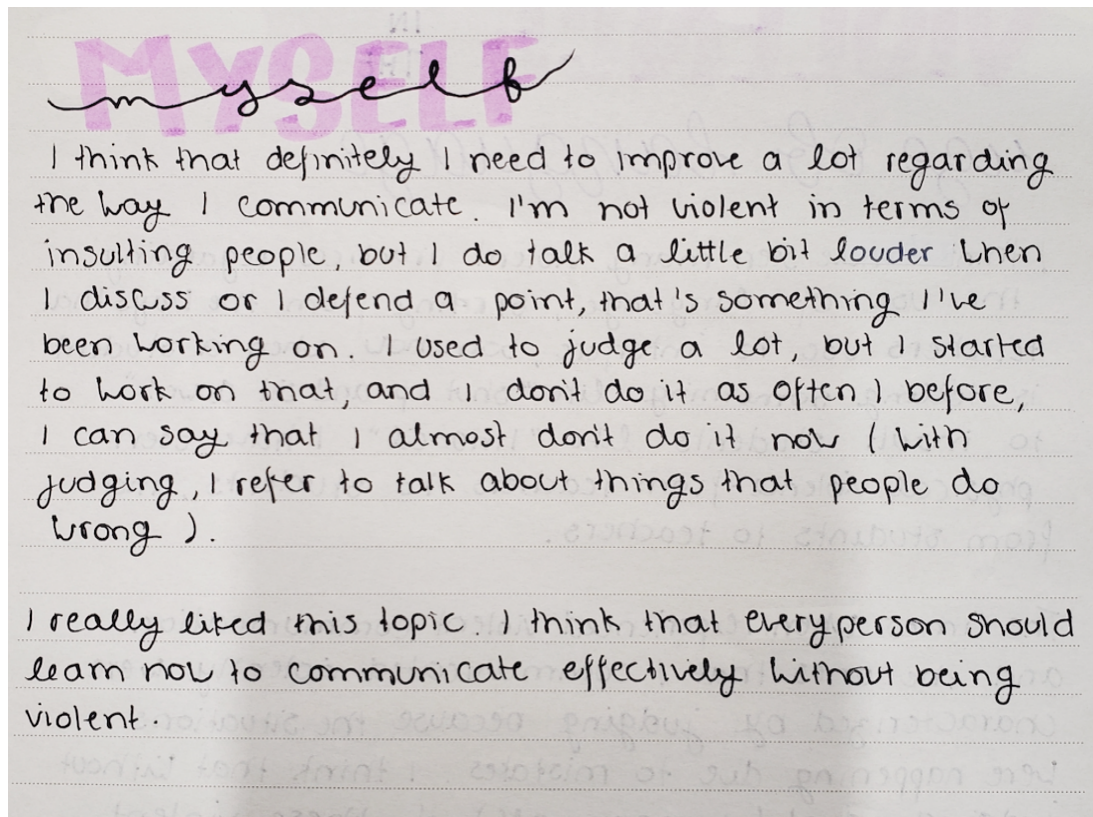 MYSELF
myself
I think that definitely I need to improve a lot regarding
the way I communicate. I'm not violent in terms of
insulting people, but I do talk a little bit louder when
I discuss or I defend a point, that's something I've
been working on. I used to judge a lot, but I started
to work on that, and I don't do it as often I before,
I can say that I almost don't do it now (with
judging, I refer to talk about things that people do
wrong).
I really liked this topic. I think that every person should
learn how to communicate effectively without being
violent.